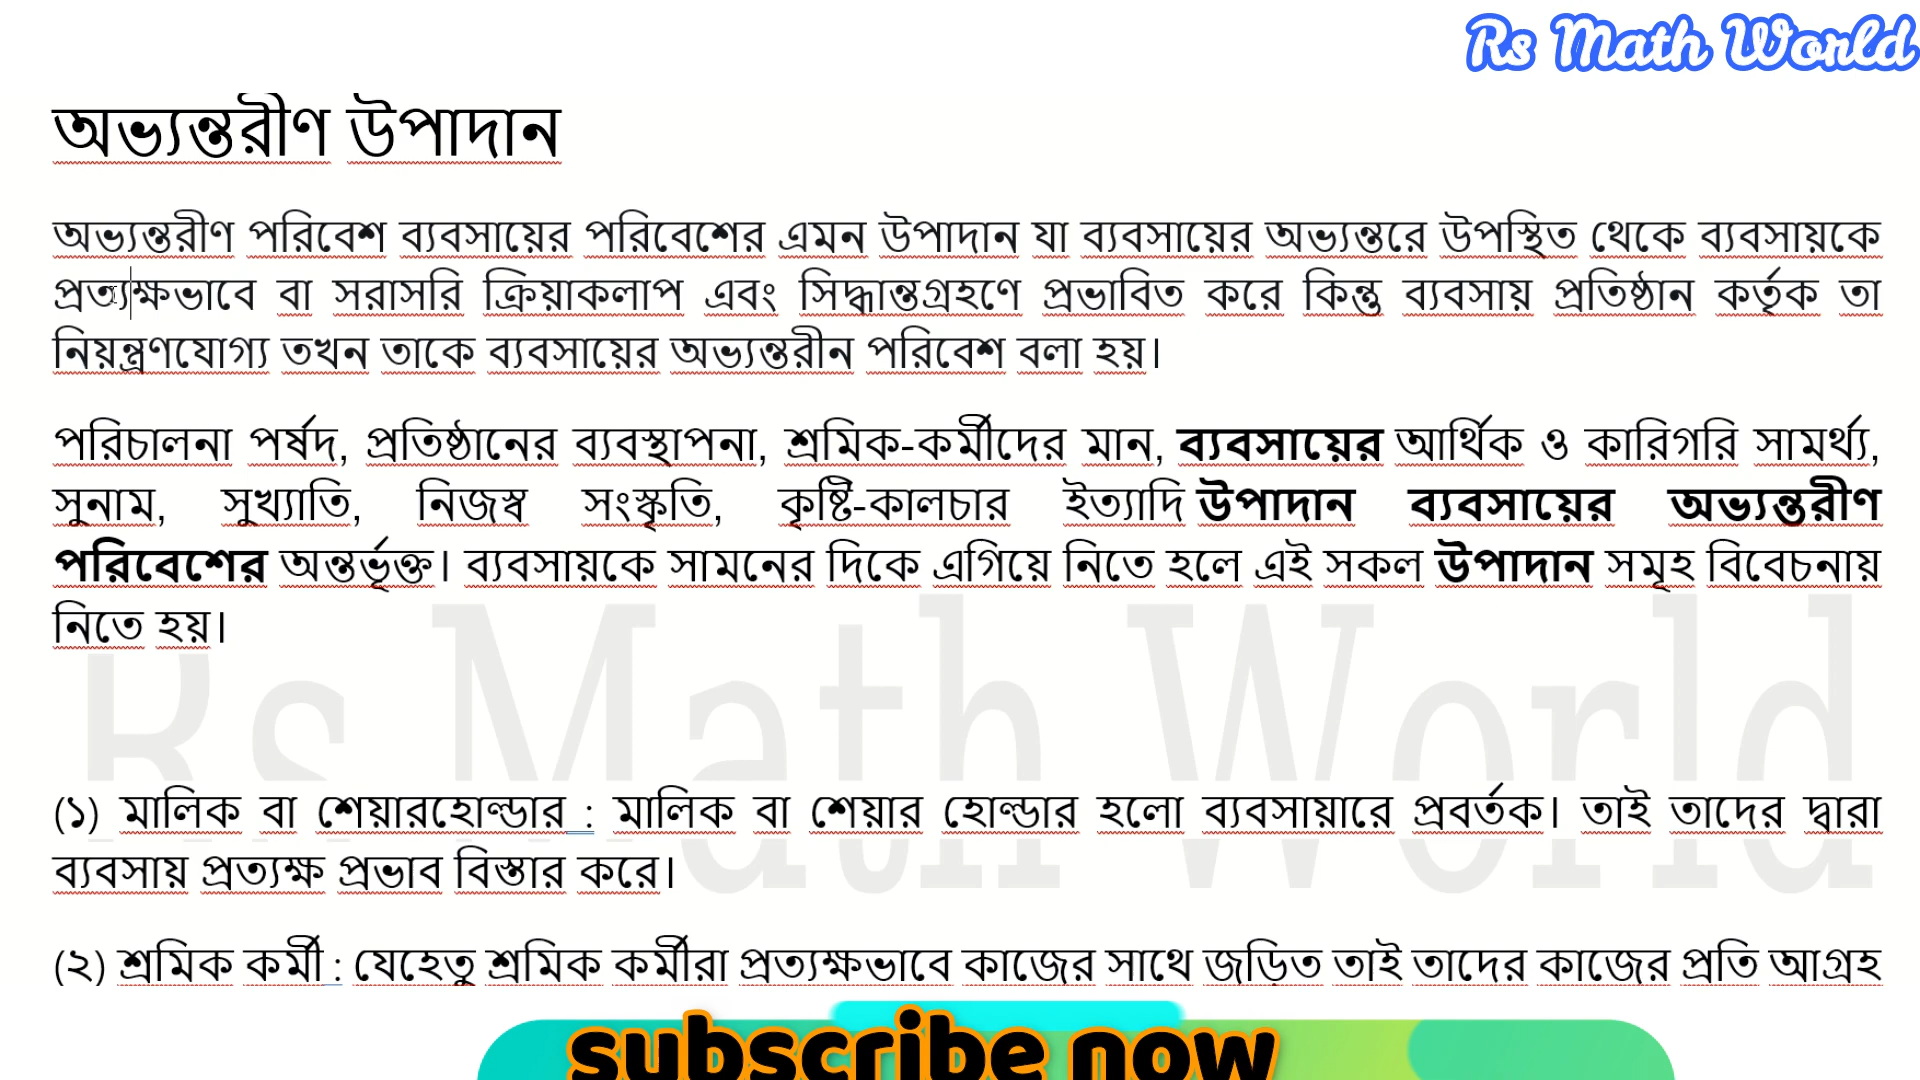 Rs Math World
অভ্যন্তরীণ উপাদান
অভ্যন্তরীণ পরিবেশ ব্যবসায়ের পরিবেশের এমন উপাদান যা ব্যবসায়ের অভ্যন্তরে উপস্থিত থেকে ব্যবসায়কে
প্রত্যক্ষভাবে বা সরাসরি ক্রিয়াকলাপ এবং সিদ্ধান্তগ্রহণে প্রভাবিত করে কিন্তু ব্যবসায় প্রতিষ্ঠান কর্তৃক তা
নিয়ন্ত্রণযোগ্য তখন তাকে ব্যবসায়ের অভ্যন্তরীন পরিবেশ বলা হয়।
পরিচালনা পর্ষদ, প্রতিষ্ঠানের ব্যবস্থাপনা, শ্রমিক-কর্মীদের মান, ব্যবসায়ের আর্থিক ও কারিগরি সামর্থ্য,
সুনাম, সুখ্যাতি, নিজস্ব সংস্কৃতি, কৃষ্টি-কালচার ইত্যাদি উপাদান ব্যবসায়ের অভ্যন্তরীণ
পরিবেশের অন্তর্ভূক্ত। ব্যবসায়কে সামনের দিকে এগিয়ে নিতে হলে এই সকল উপাদান সমূহ বিবেচনায়
নিতে হয়।
Rs Math World
(১) মালিক বা শেয়ারহোল্ডার : মালিক বা শেয়ার হোল্ডার হলো ব্যবসায়ারে প্রবর্তক। তাই তাদের দ্বারা
ব্যবসায় প্রত্যক্ষ প্রভাব বিস্তার করে।
(২) শ্রমিক কর্মী : যেহেতু শ্রমিক কর্মীরা প্রত্যক্ষভাবে কাজের সাথে জড়িত তাই তাদের কাজের প্রতি আগ্রহ
subscribe now